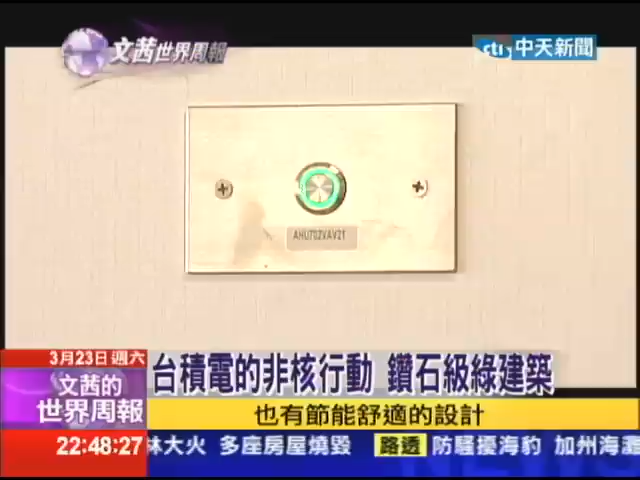 文茜世界周報
cti 中天新聞
AHU702VAV21
3月23日 週六
文茜的
世界周報
台積電的非核行動 鑽石級綠建築
也有節能舒適的設計
22:48:27
林大火 多座房屋燒毀 路透 防騷擾海豹 加州海灘
NEWS